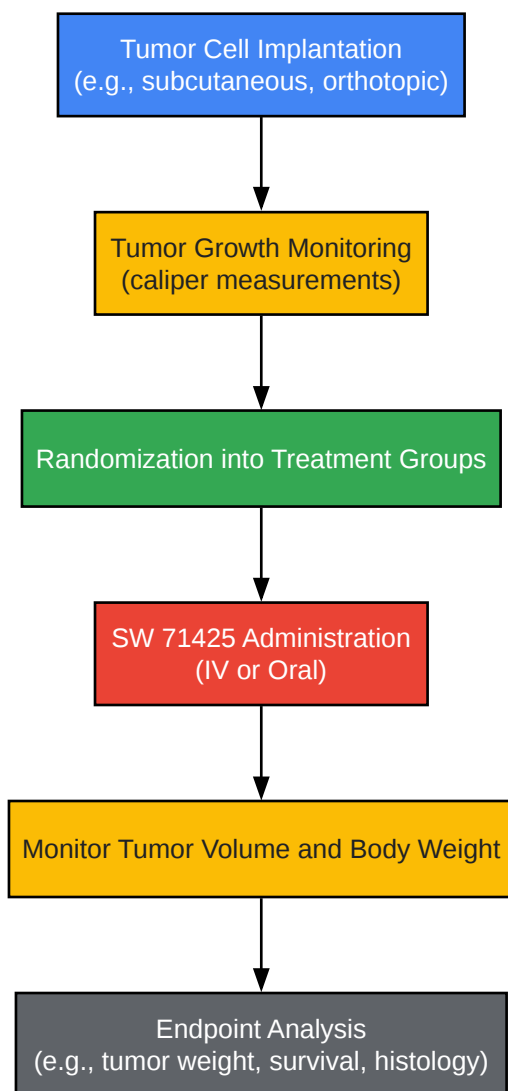 Tumor Cell Implantation
(e.g., subcutaneous, orthotopic)
Tumor Growth Monitoring
(caliper measurements)
Randomization into Treatment Groups
SW 71425 Administration
(IV or Oral)
Monitor Tumor Volume and Body Weight
Endpoint Analysis
(e.g., tumor weight, survival, histology)